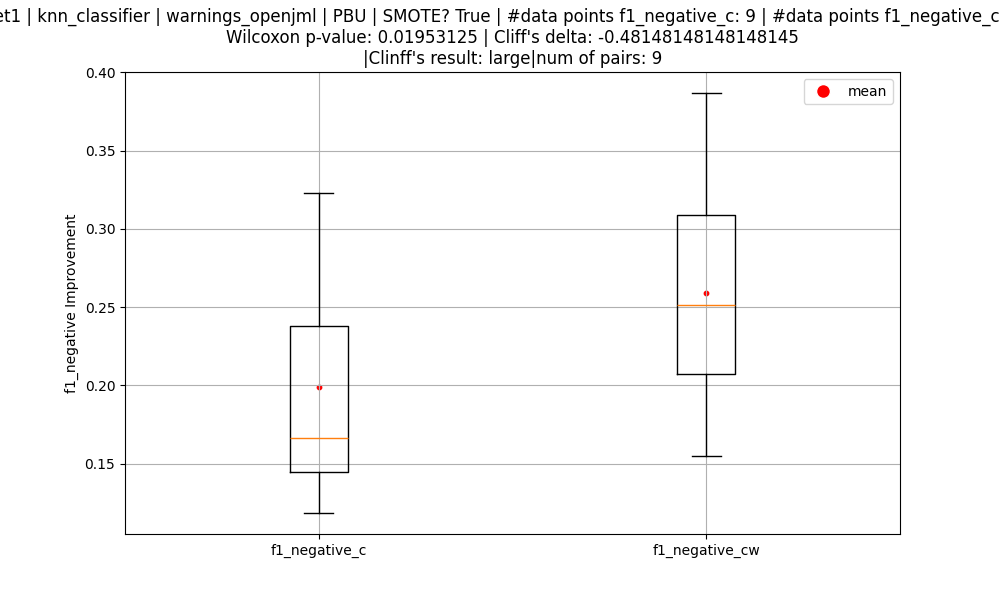 | knn_classifier | warnings_openjml | PBU | SMOTE? True | #data points f1_negative_c: 9 | #data points
Wilcoxon p-value: 0.01953125 | Cliff's delta: -0.48148148148148145
|Clinff's result: large|num of pairs: 9
mean
0.40
0.35
0.30
0.25
0.20
0.15
f1_negative Improvement
f1_negative_c
f1_negative_cw